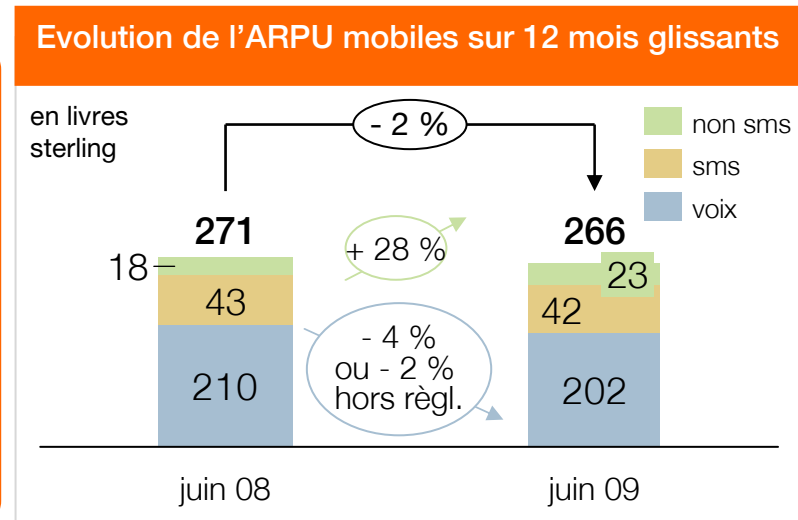 Evolution de l'ARPU mobiles sur 12 mois glissants
en livres
sterling
- 2 %
non sms
sms
voix
271
266
18
+ 28 %
23
43
42
- 4 %
ou - 2 %
hors règl.
210
202
juin 08
juin 09